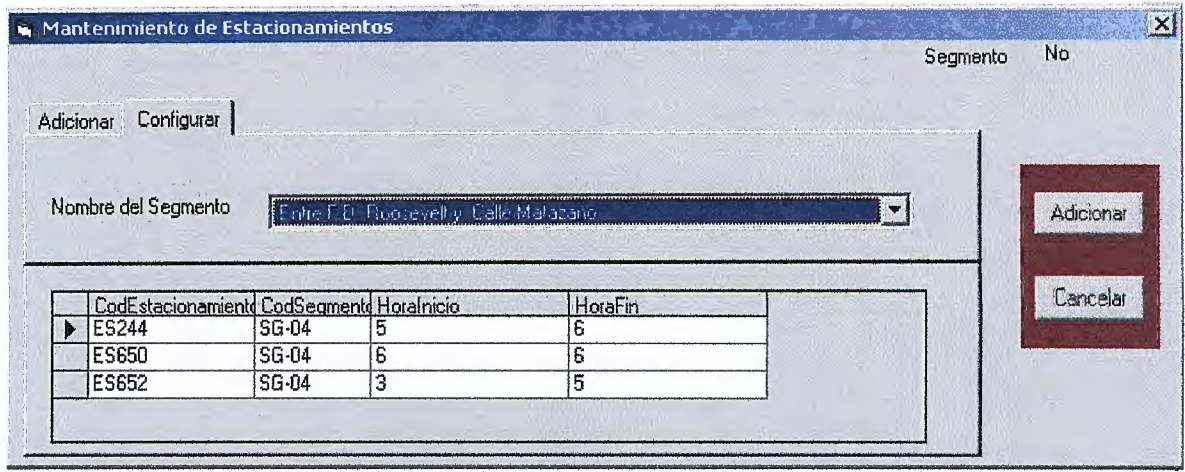 Mantenimiento de Estacionamientos
Segmento No
Adicionar Configurar
Nombre del Segmento
Entre F.D. Roosevelt y Calle Matazano
Adicionar
Cancelar
CodEstacionamiento CodSegmento HoraInicio HoraFin
ES244 SG-04 5 6
ES650 SG-04 6 6
ES652 SG-04 3 5